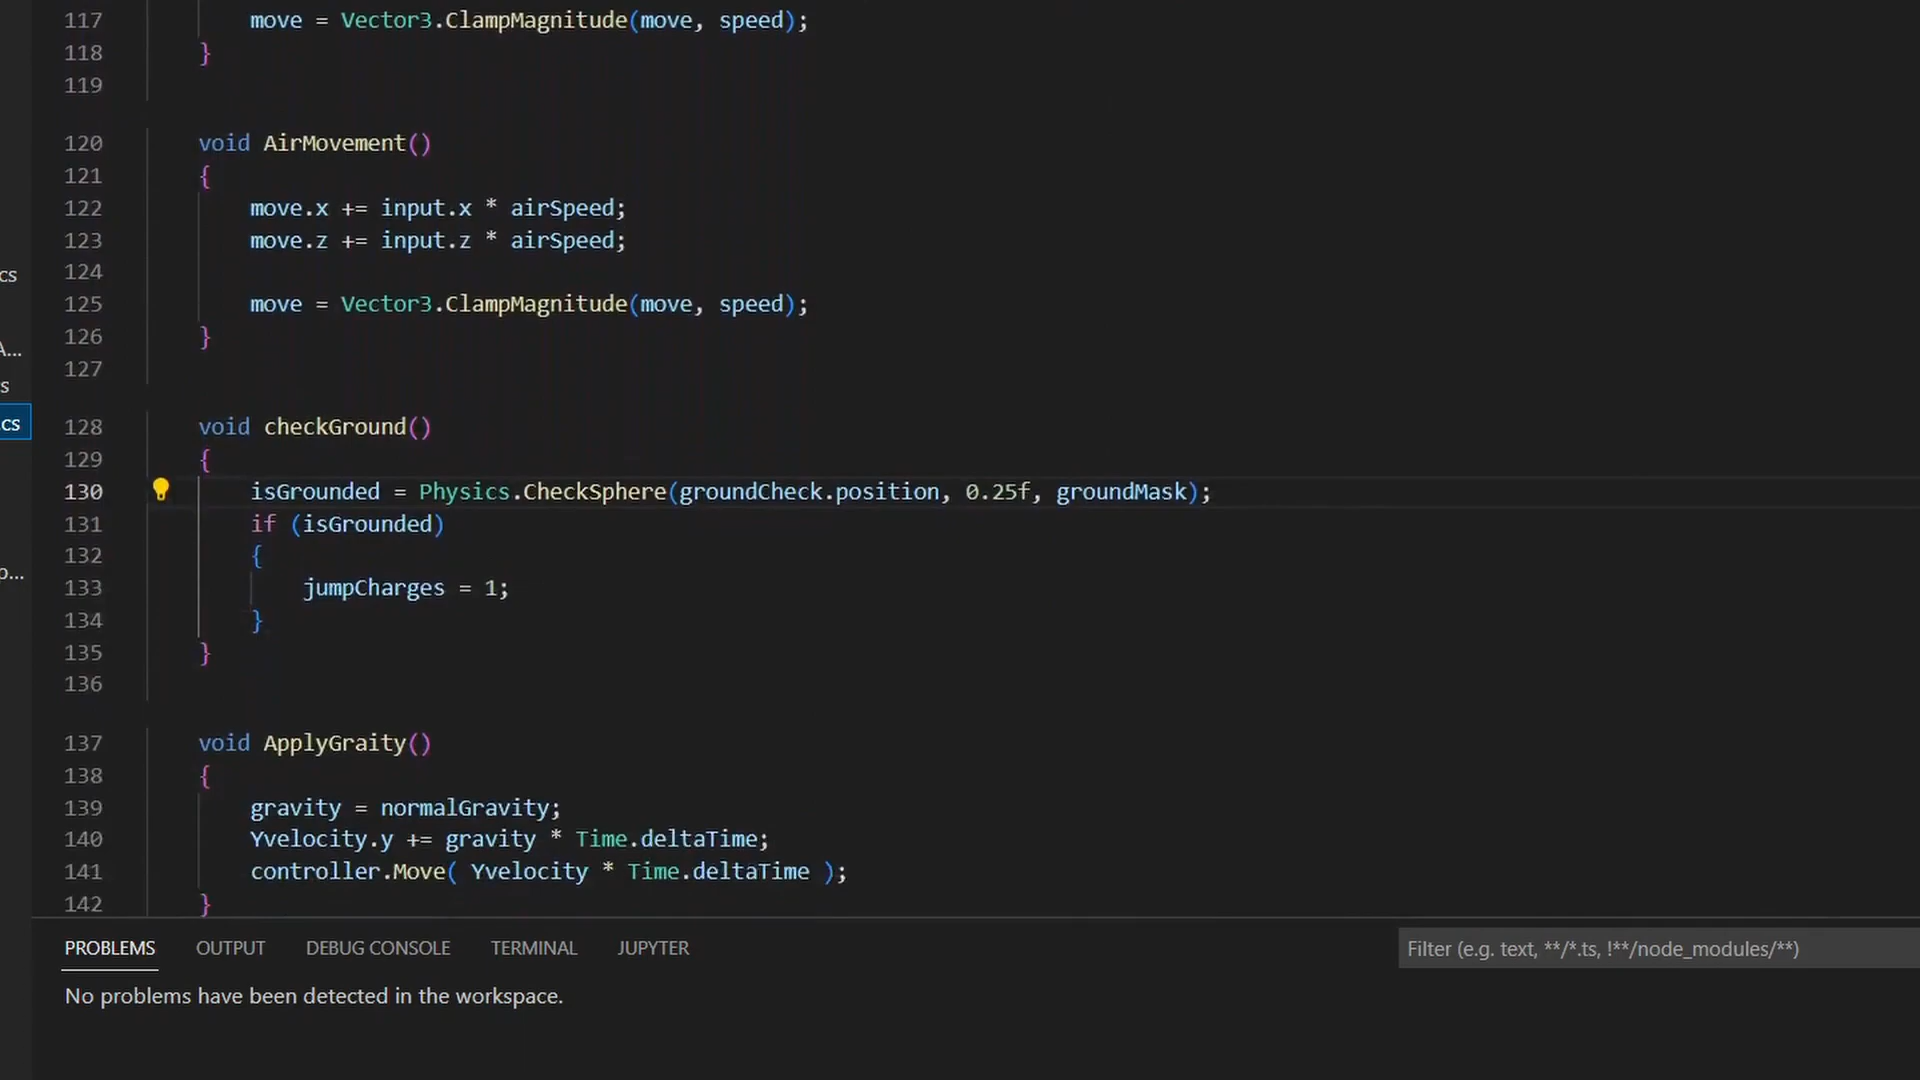 117 move = Vector3.ClampMagnitude(move, speed);
118 }
119
120 void AirMovement()
121 {
122 move.x += input.x * airSpeed;
123 move.z += input.z * airSpeed;
124
125 move = Vector3.ClampMagnitude(move, speed);
126 }
127
128 void checkGround()
129 {
130 isGrounded = Physics.CheckSphere(groundCheck.position, 0.25f, groundMask);
131 if (isGrounded)
132 {
133 jumpCharges = 1;
134 }
135 }
136
137 void ApplyGraity()
138 {
139 gravity = normalGravity;
140 Yvelocity.y += gravity * Time.deltaTime;
141 controller.Move( Yvelocity * Time.deltaTime );
142 }
cs
A...
s
cs
p...
PROBLEMS OUTPUT DEBUG CONSOLE TERMINAL JUPYTER Filter (e.g. text, **/*.ts, !**/node_modules/**)
No problems have been detected in the workspace.